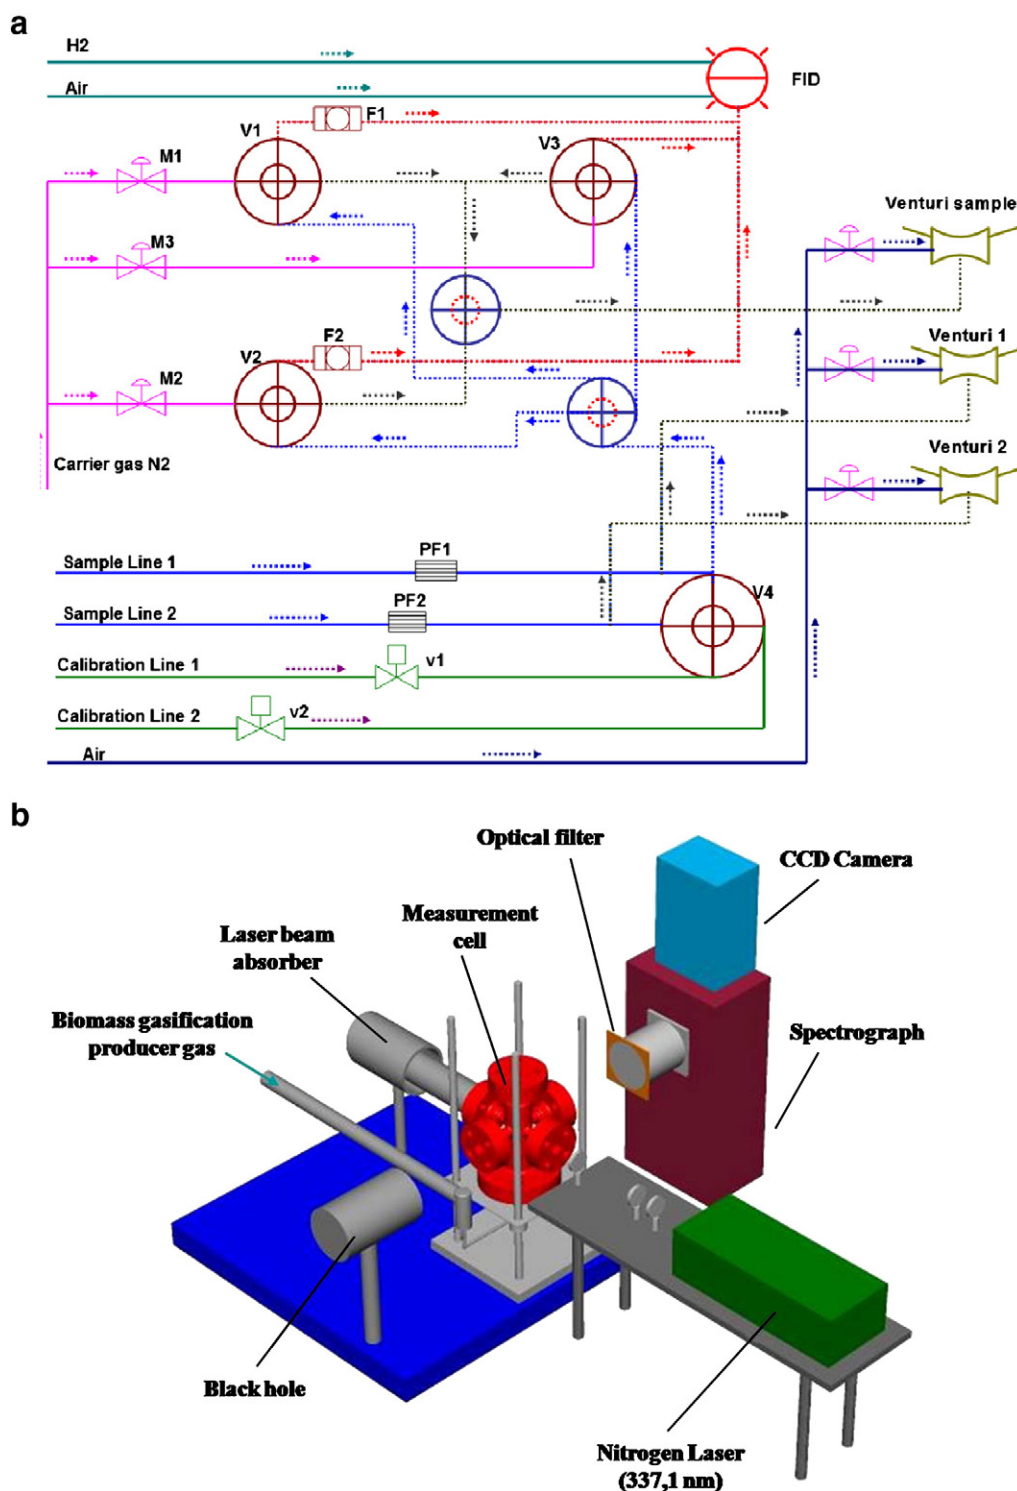 a
H2
Air
FID
F1
V1
V3
M1
Venturi sample
M3
F2
Venturi 1
V2
M2
Venturi 2
Carrier gas N2
Sample Line 1
PF1
V4
Sample Line 2
PF2
Calibration Line 1
v1
Calibration Line 2
v2
Air
b
Optical filter
CCD Camera
Measurement
cell
Laser beam
absorber
Biomass gasification
producer gas
Spectrograph
Black hole
Nitrogen Laser
(337,1 nm)